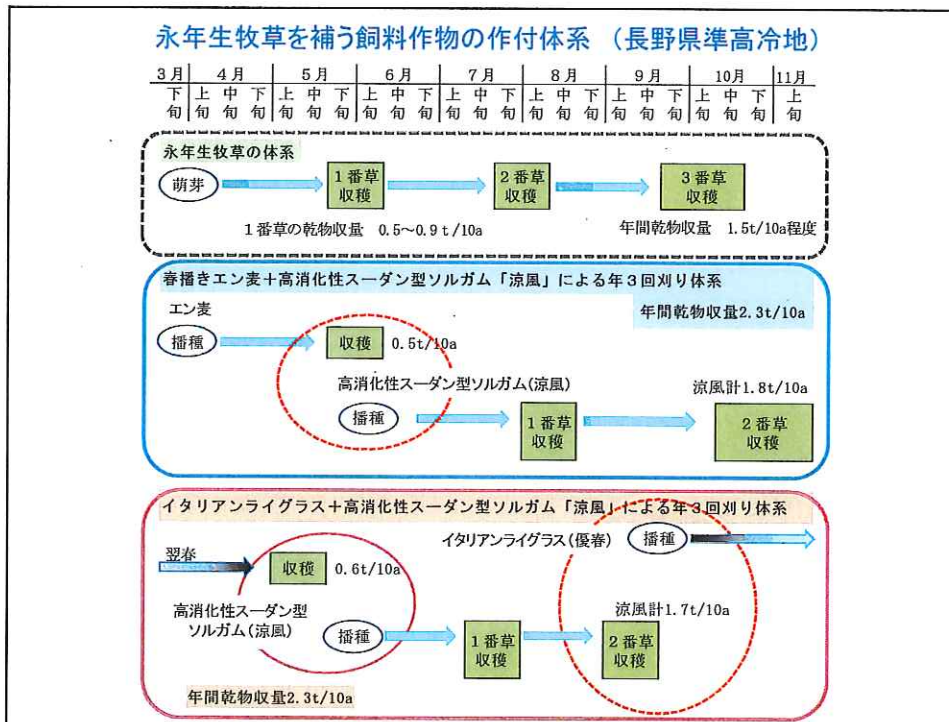 永年生牧草を補う飼料作物の作付体系 （長野県準高冷地）
3月 4月 5月 6月 7月 8月 9月 10月 11月
下旬 上旬 中旬 下旬 上旬 中旬 下旬 上旬 中旬 下旬 上旬 中旬 下旬 上旬 中旬 下旬 上旬 中旬 下旬 上旬 中旬 下旬 上旬
永年生牧草の体系
萌芽
1番草
収穫
2番草
収穫
3番草
収穫
1番草の乾物収量 0.5～0.9t/10a
年間乾物収量 1.5t/10a程度
春播きエン麦＋高消化性スーダン型ソルガム「涼風」による年3回刈り体系
年間乾物収量2.3t/10a
エン麦
播種
収穫
0.5t/10a
高消化性スーダン型ソルガム(涼風)
涼風計1.8t/10a
播種
1番草
収穫
2番草
収穫
イタリアンライグラス＋高消化性スーダン型ソルガム「涼風」による年3回刈り体系
イタリアンライグラス(優春)
播種
翌春
収穫
0.6t/10a
高消化性スーダン型
ソルガム(涼風)
涼風計1.7t/10a
播種
1番草
収穫
2番草
収穫
年間乾物収量2.3t/10a